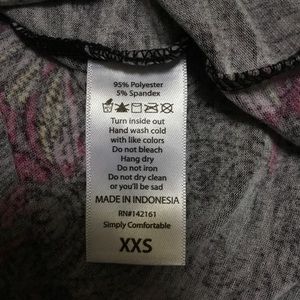 95% Polyester
5% Spandex
Turn inside out
Hand wash cold
with like colors
Do not bleach
Hang dry
Do not iron
Do not dry clean
or you'll be sad
MADE IN INDONESIA
RN#142161
Simply Comfortable
XXS